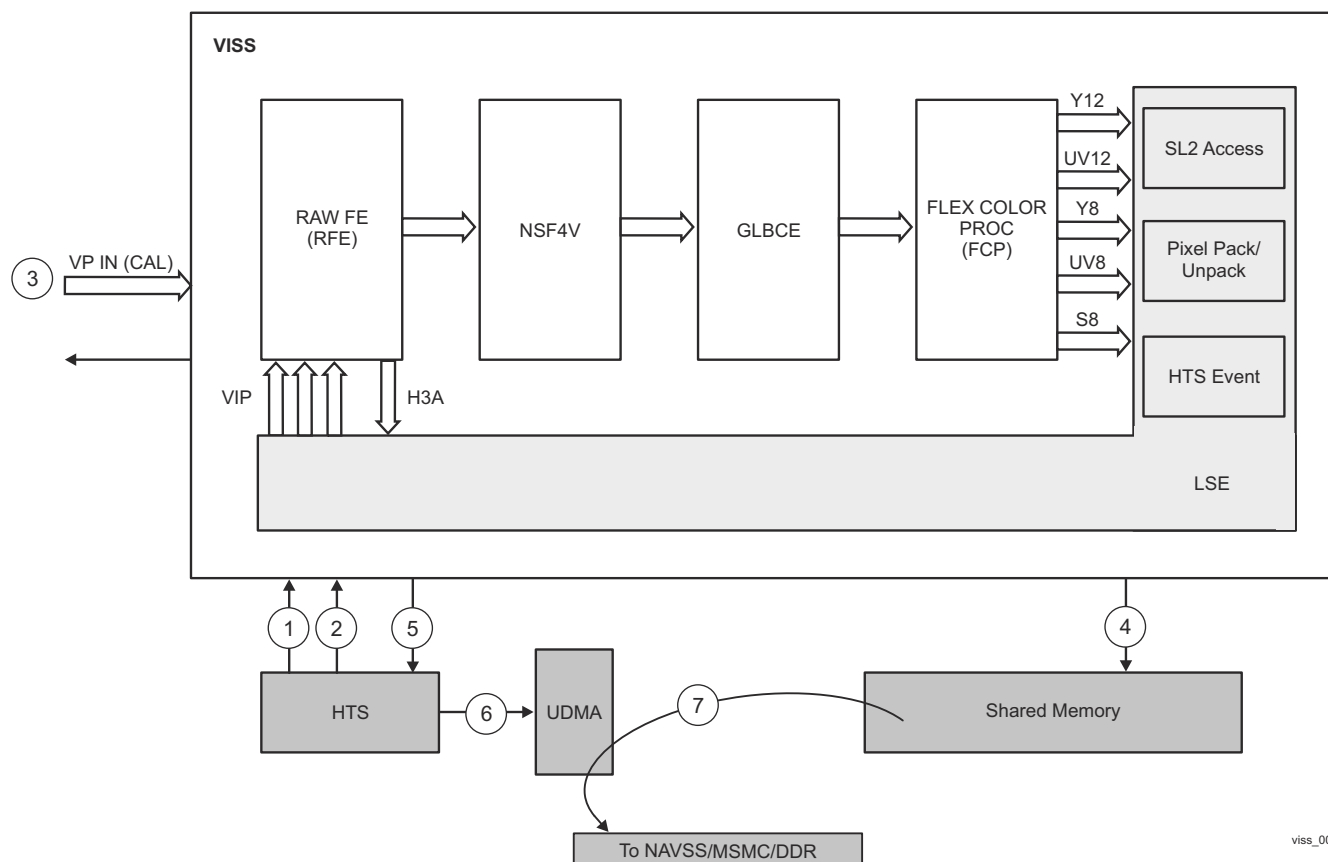 VISS
RAW FE
(RFE)
NSF4V
GLBCE
FLEX COLOR
PROC
(FCP)
Y12
UV12
Y8
UV8
S8
SL2 Access
Pixel Pack/
Unpack
HTS Event
LSE
3
VP IN (CAL)
VIP
H3A
1
2
5
4
HTS
6
UDMA
7
Shared Memory
To NAVSS/MSMC/DDR
viss_00